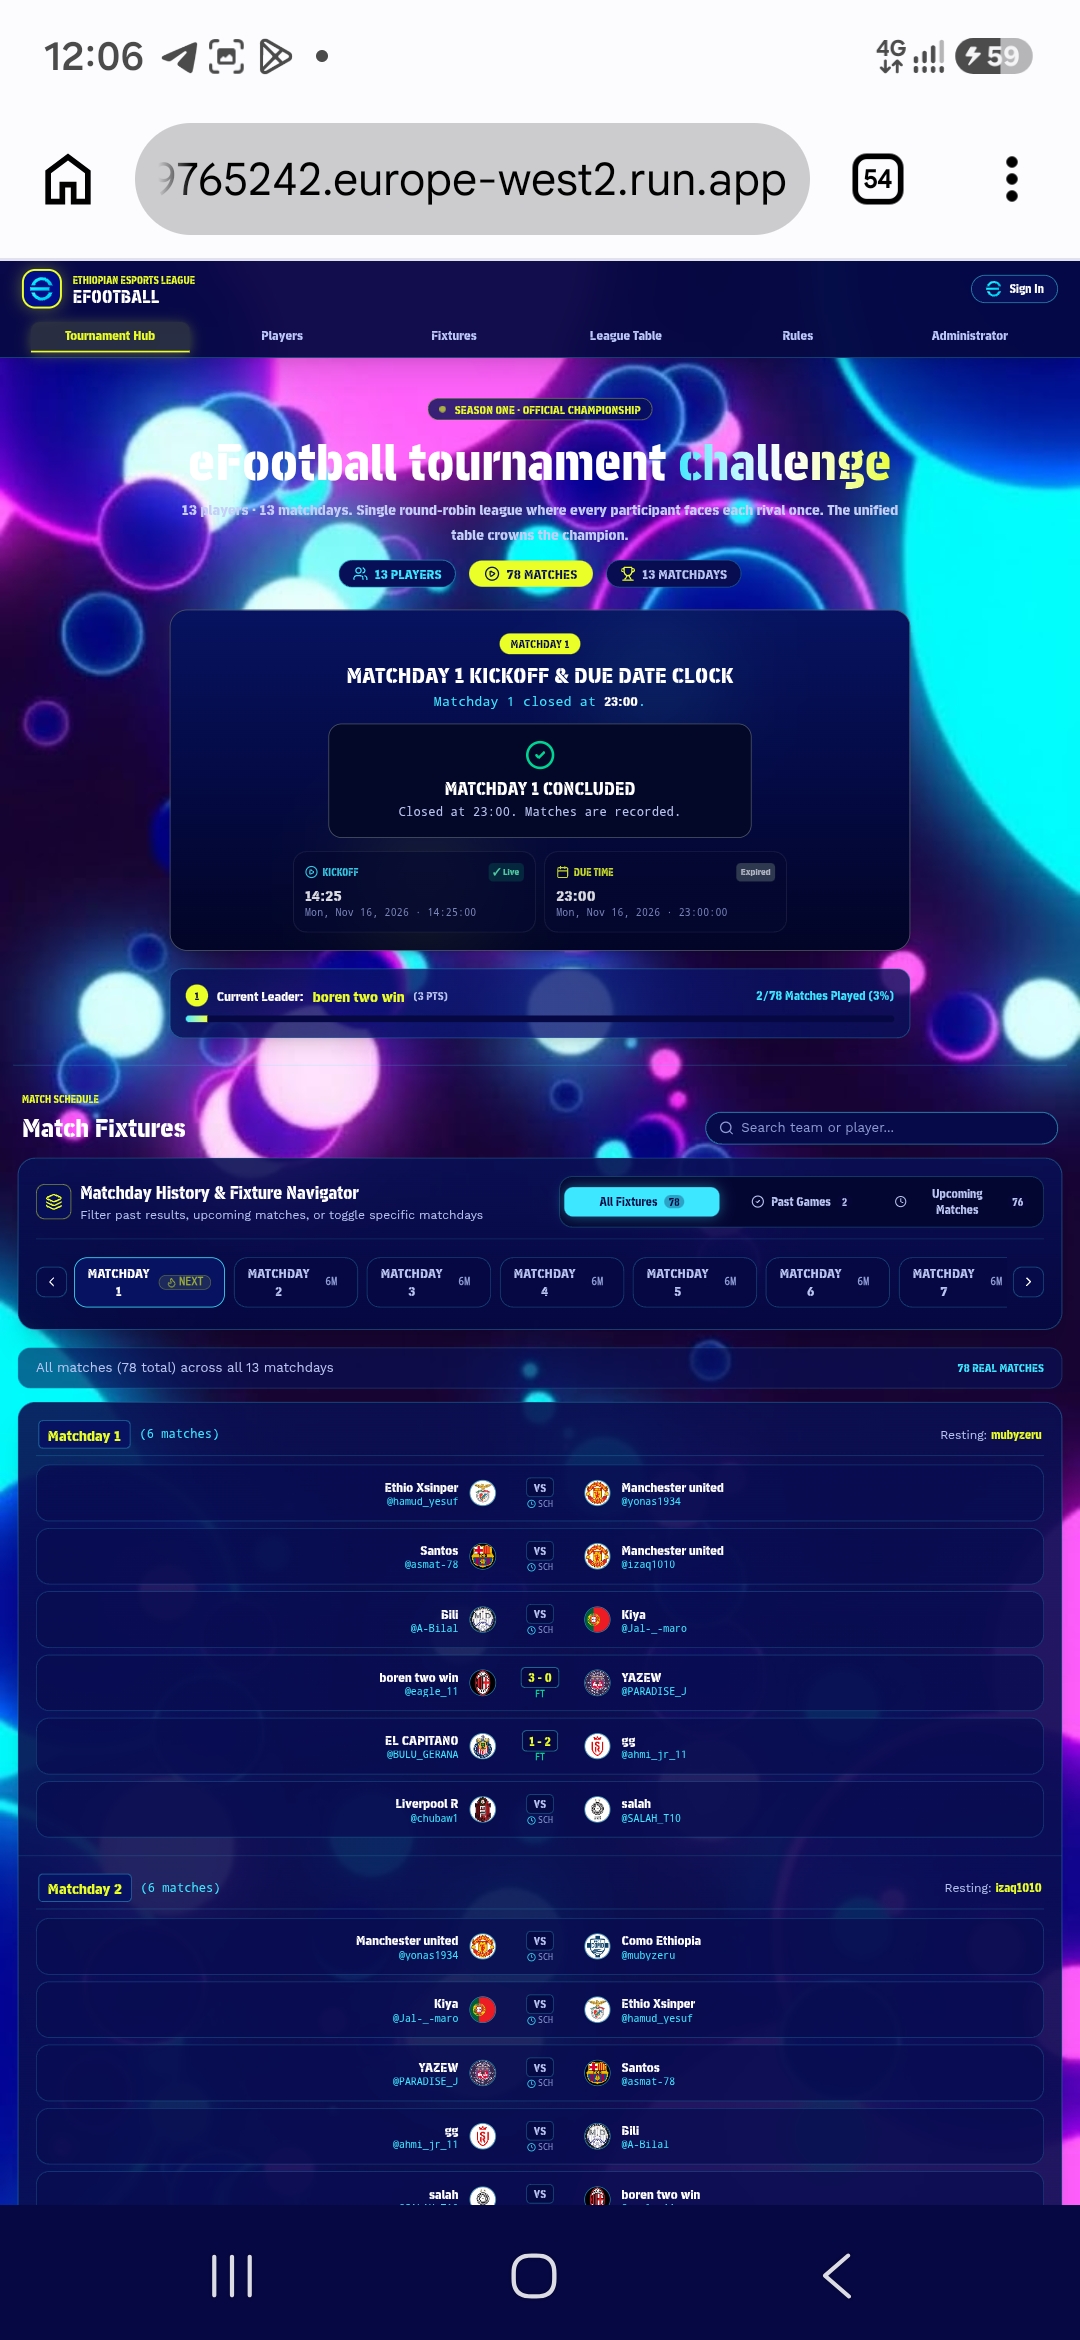 12:06
4G
59
9765242.europe-west2.run.app
54
ETHIOPIAN ESPORTS LEAGUE
EFOOTBALL
Sign In
Tournament Hub
Players
Fixtures
League Table
Rules
Administrator
SEASON ONE · OFFICIAL CHAMPIONSHIP
eFootball tournament challenge
13 players · 13 matchdays. Single round-robin league where every participant faces each rival once. The unified
table crowns the champion.
13 PLAYERS
78 MATCHES
13 MATCHDAYS
MATCHDAY 1
MATCHDAY 1 KICKOFF & DUE DATE CLOCK
Matchday 1 closed at 23:00.
MATCHDAY 1 CONCLUDED
Closed at 23:00. Matches are recorded.
KICKOFF
✓ Live
14:25
Mon, Nov 16, 2026 · 14:25:00
DUE TIME
Expired
23:00
Mon, Nov 16, 2026 · 23:00:00
1 Current Leader: boren two win (3 PTS)
2/78 Matches Played (3%)
MATCH SCHEDULE
Match Fixtures
Search team or player...
Matchday History & Fixture Navigator
Filter past results, upcoming matches, or toggle specific matchdays
All Fixtures 78
Past Games 2
Upcoming Matches 76
MATCHDAY 1 NEXT
MATCHDAY 2 6M
MATCHDAY 3 6M
MATCHDAY 4 6M
MATCHDAY 5 6M
MATCHDAY 6 6M
MATCHDAY 7 6M
All matches (78 total) across all 13 matchdays
78 REAL MATCHES
Matchday 1 (6 matches)
Resting: mubyzeru
Ethio Xsinper VS Manchester united
@hamud_yesuf SCH @yonas1934
Santos VS Manchester united
@asmat-78 SCH @izaq1010
Bili VS Kiya
@A-Bilal SCH @Jal-_-maro
boren two win 3 - 0 YAZEW
@eagle_11 FT @PARADISE_J
EL CAPITANO 1 - 2 gg
@BULU_GERANA FT @ahmi_jr_11
Liverpool R VS salah
@chubaw1 SCH @SALAH_T10
Matchday 2 (6 matches)
Resting: izaq1010
Manchester united VS Como Ethiopia
@yonas1934 SCH @mubyzeru
Kiya VS Ethio Xsinper
@Jal-_-maro SCH @hamud_yesuf
YAZEW VS Santos
@PARADISE_J SCH @asmat-78
gg VS Bili
@ahmi_jr_11 SCH @A-Bilal
salah VS boren two win